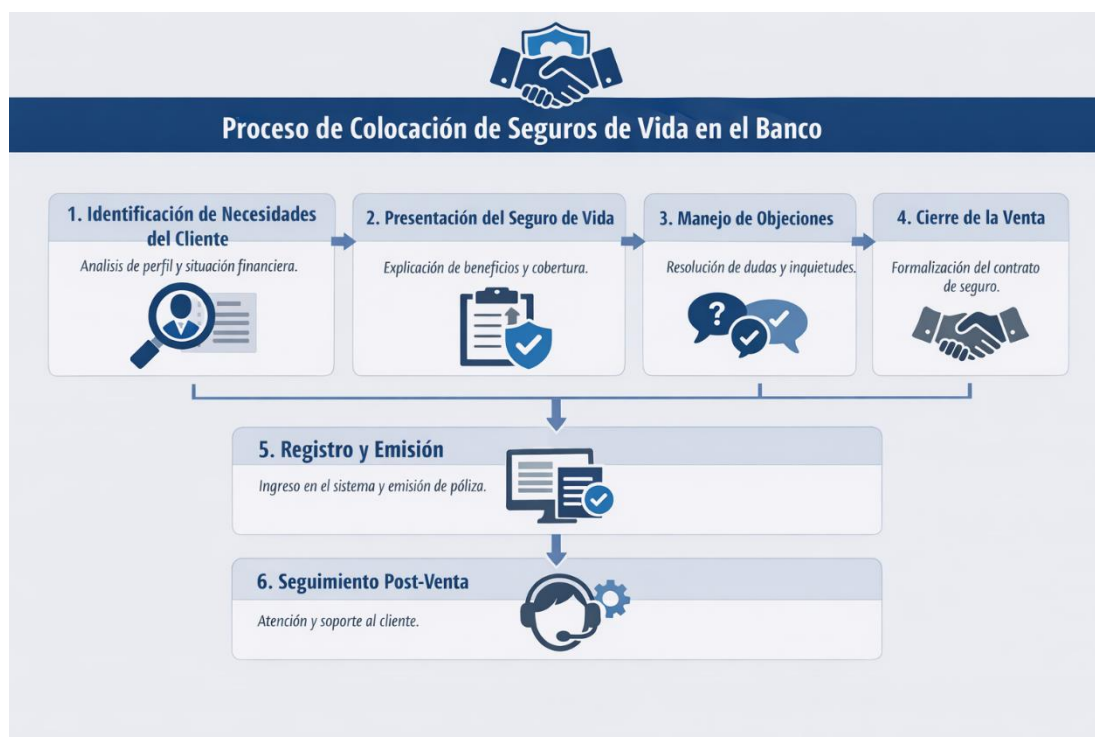 Proceso de Colocación de Seguros de Vida en el Banco
1. Identificación de Necesidades
del Cliente
Analisis de perfil y situación financiera.
2. Presentación del Seguro de Vida
Explicación de beneficios y cobertura.
3. Manejo de Objeciones
Resolución de dudas y inquietudes.
?
4. Cierre de la Venta
Formalización del contrato
de seguro.
5. Registro y Emisión
Ingreso en el sistema y emisión de póliza.
6. Seguimiento Post-Venta
Atención y soporte al cliente.